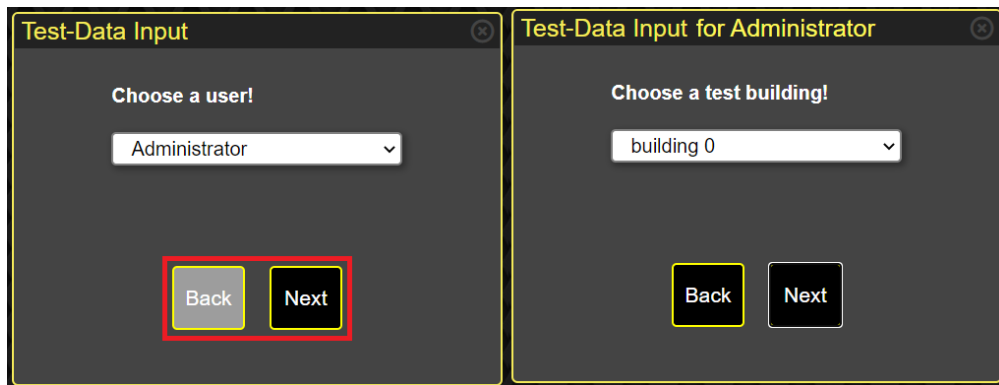 Test-Data Input
Choose a user!
Administrator
Back
Next
Test-Data Input for Administrator
Choose a test building!
building 0
Back
Next